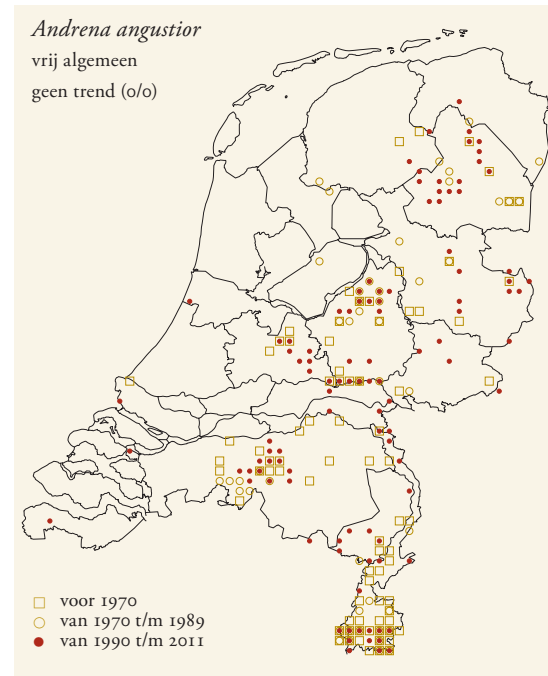 Andrena angustior
vrij algemeen
geen trend (0/0)
voor 1970
van 1970 t/m 1989
van 1990 t/m 2011